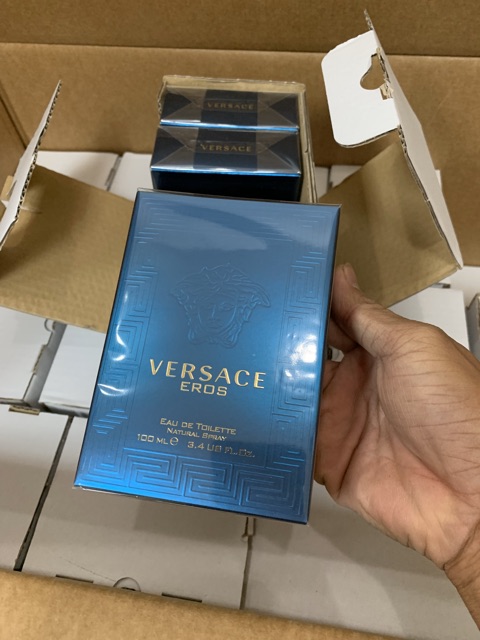 VERSACE
VERSACE
VERSACE
EROS
EAU DE TOILETTE
NATURAL SPRAY
100 ML ℮ 3.4 US FL.OZ.